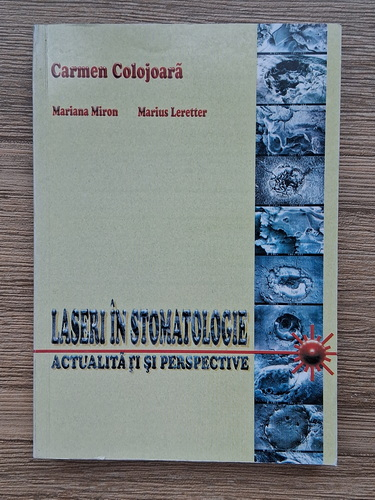 Carmen Colojoară
Mariana Miron Marius Leretter
LASERI ÎN STOMATOLOGIE
ACTUALITĂŢI ŞI PERSPECTIVE